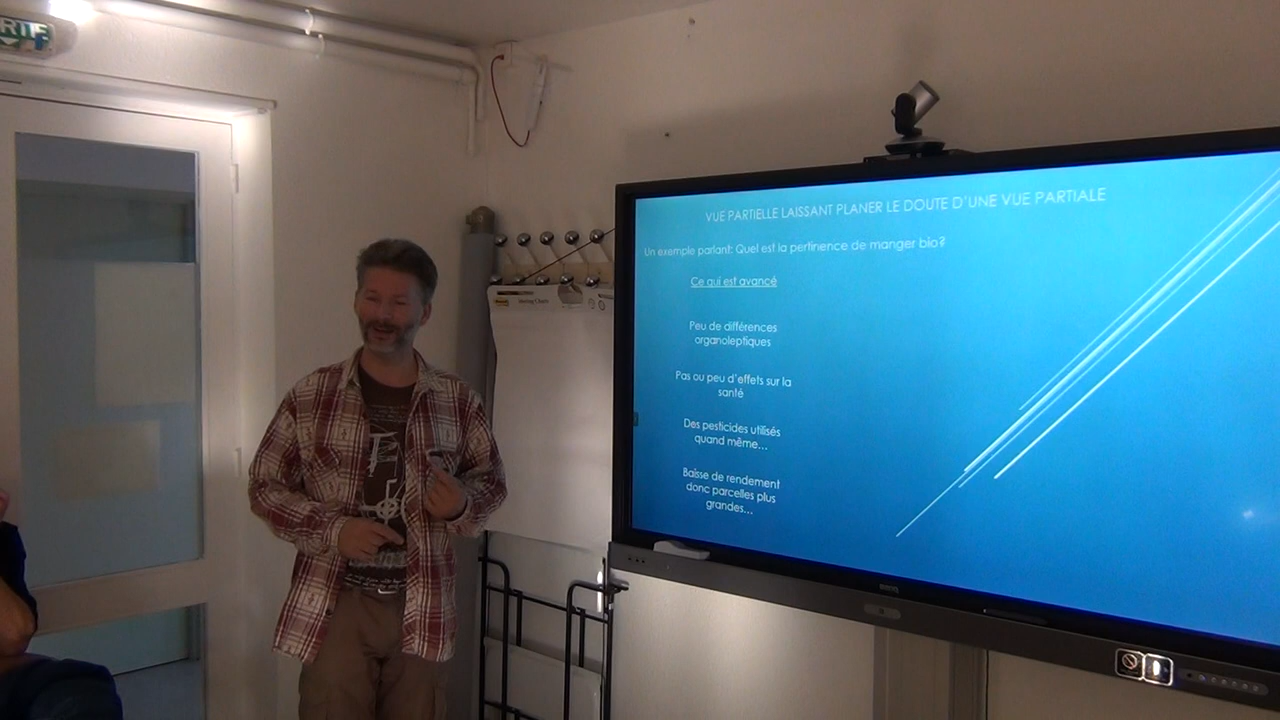 VUE PARTIELLE LAISSANT PLANER LE DOUTE D'UNE VUE PARTIALE
Un exemple parlant: Quel est la pertinence de manger bio?
Ce qui est avancé
Peu de différences
organoleptiques
Pas ou peu d'effets sur la
santé
Des pesticides utilisés
quand même...
Baisse de rendement
donc parcelles plus
grandes...
BENQ